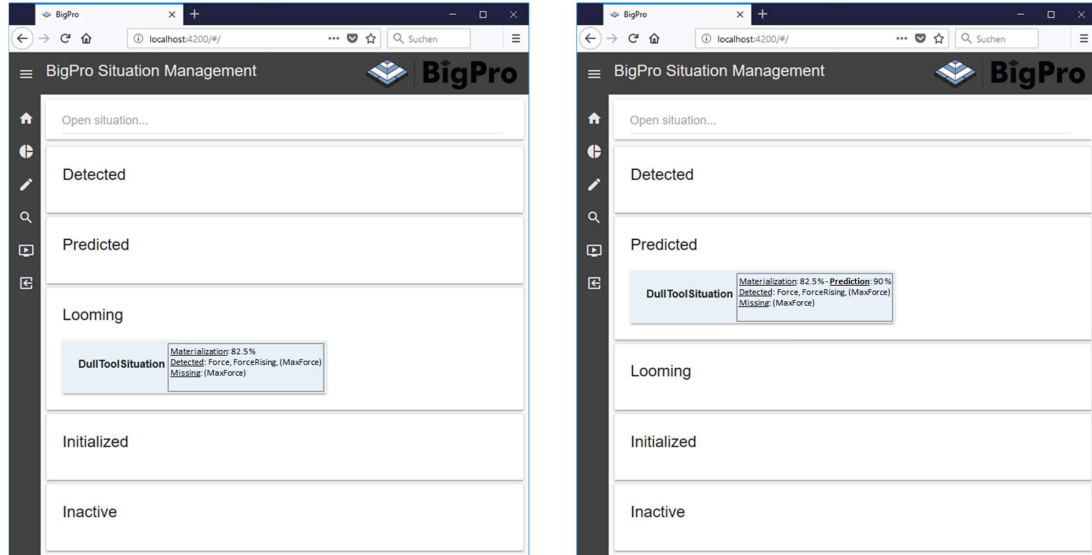 BigPro
localhost:4200/#/
Suchen
BigPro Situation Management
BigPro
Open situation...
Detected
Predicted
Looming
DullToolSituation
Materialization: 82.5%
Detected: Force, ForceRising, (MaxForce)
Missing: (MaxForce)
Initialized
Inactive
BigPro
localhost:4200/#/
Suchen
BigPro Situation Management
BigPro
Open situation...
Detected
Predicted
DullToolSituation
Materialization: 82.5% - Prediction: 90%
Detected: Force, ForceRising, (MaxForce)
Missing: (MaxForce)
Looming
Initialized
Inactive